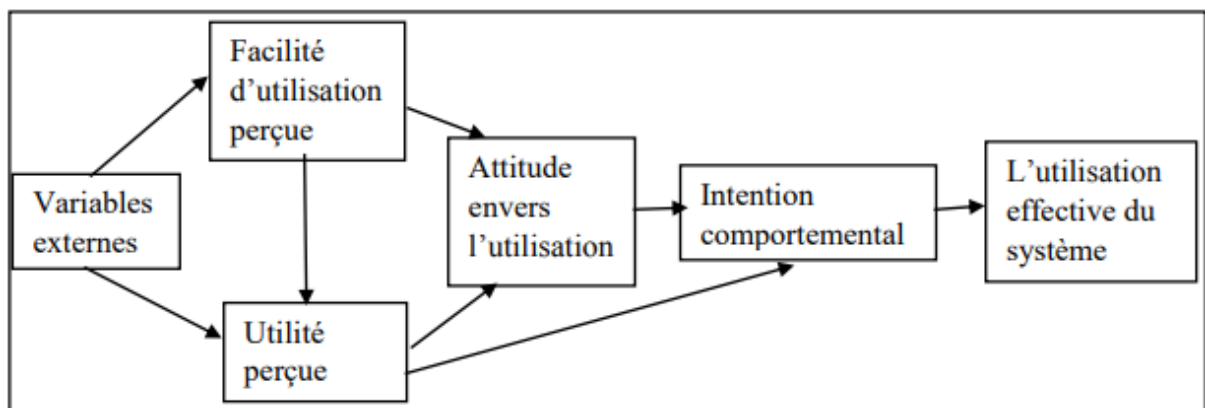 Facilité
d’utilisation
perçue
Variables
externes
Utilité
perçue
Attitude
envers
l’utilisation
Intention
comportemental
L’utilisation
effective du
système